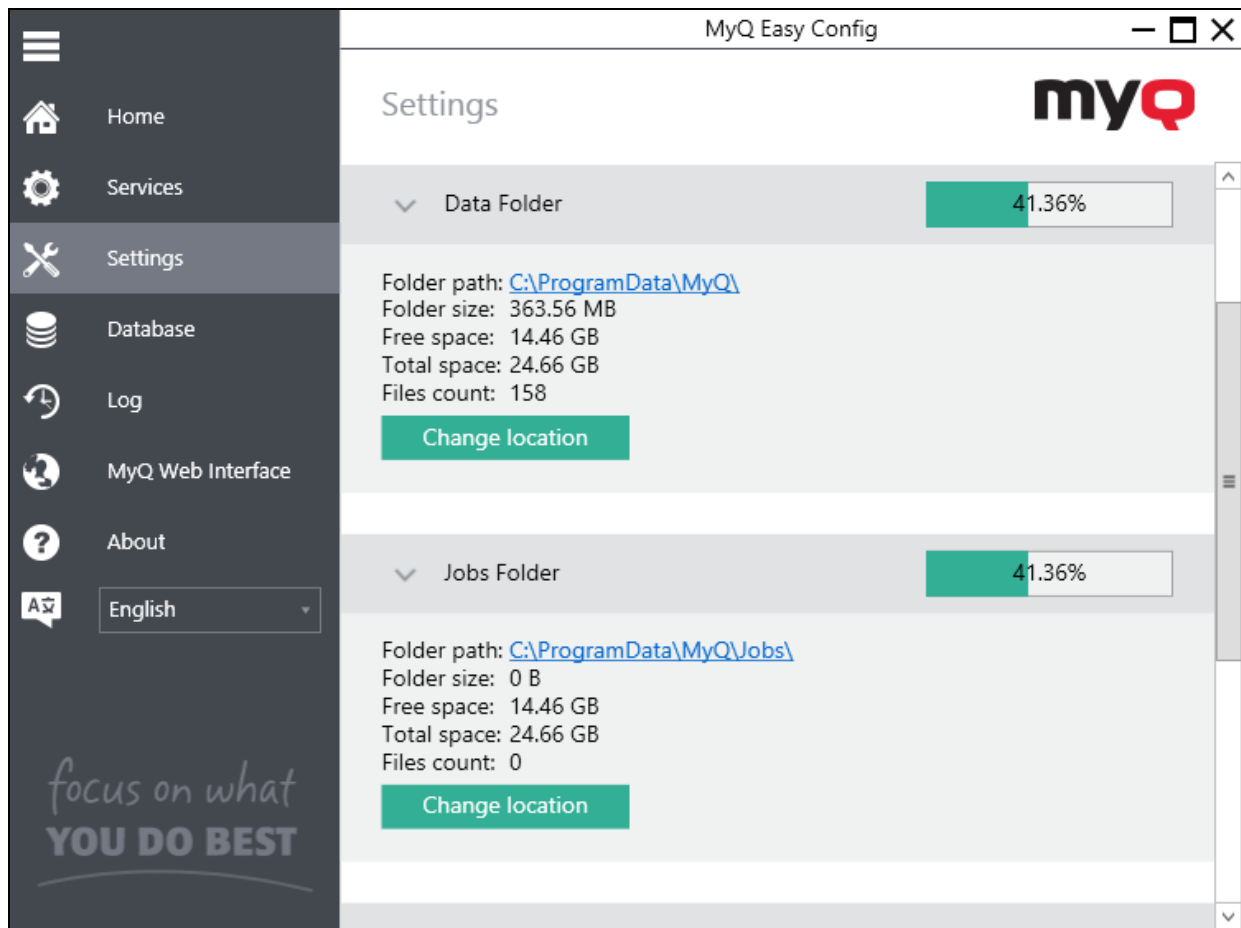 MyQ Easy Config
Home
Services
Settings
Database
Log
MyQ Web Interface
About
English
focus on what
YOU DO BEST
Settings
myQ
Data Folder 41.36%
Folder path: C:\ProgramData\MyQ\
Folder size: 363.56 MB
Free space: 14.46 GB
Total space: 24.66 GB
Files count: 158
Change location
Jobs Folder 41.36%
Folder path: C:\ProgramData\MyQ\Jobs\
Folder size: 0 B
Free space: 14.46 GB
Total space: 24.66 GB
Files count: 0
Change location